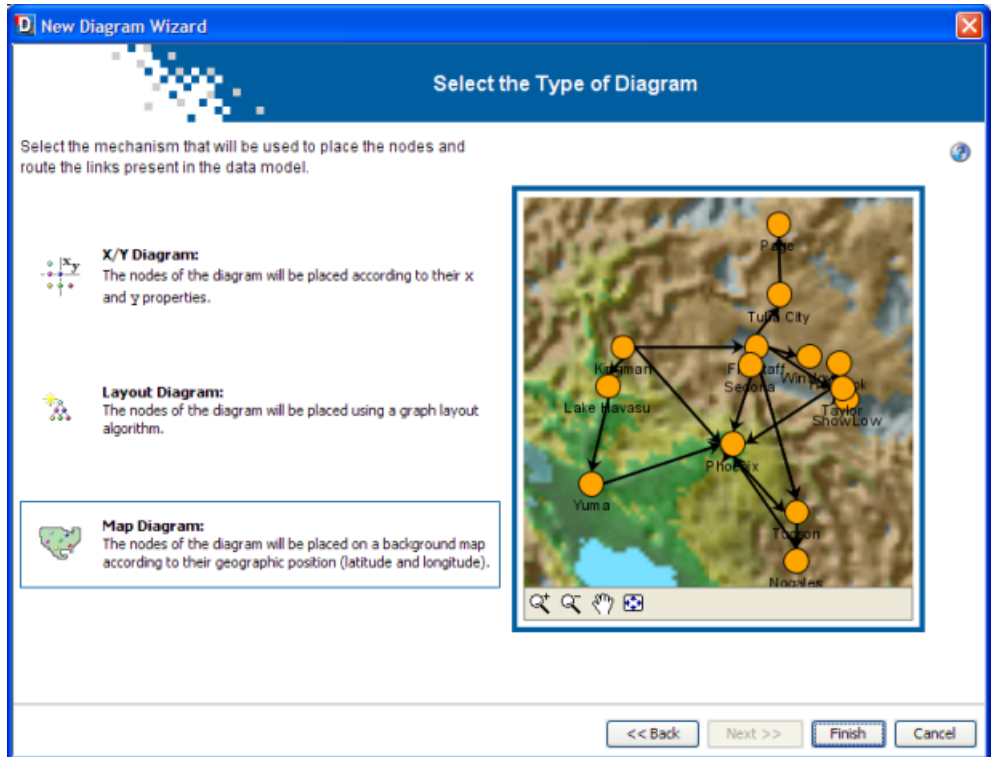 New Diagram Wizard
Select the Type of Diagram
Select the mechanism that will be used to place the nodes and
route the links present in the data model.
X/Y Diagram:
The nodes of the diagram will be placed according to their x
and y properties.
Layout Diagram:
The nodes of the diagram will be placed using a graph layout
algorithm.
Map Diagram:
The nodes of the diagram will be placed on a background map
according to their geographic position (latitude and longitude).
Page
Tuba City
Kingman
Flagstaff
Sedona
Winslow
Lake Havasu
Taylor
ShowLow
Phoenix
Yuma
Tucson
Nogales
<< Back
Next >>
Finish
Cancel